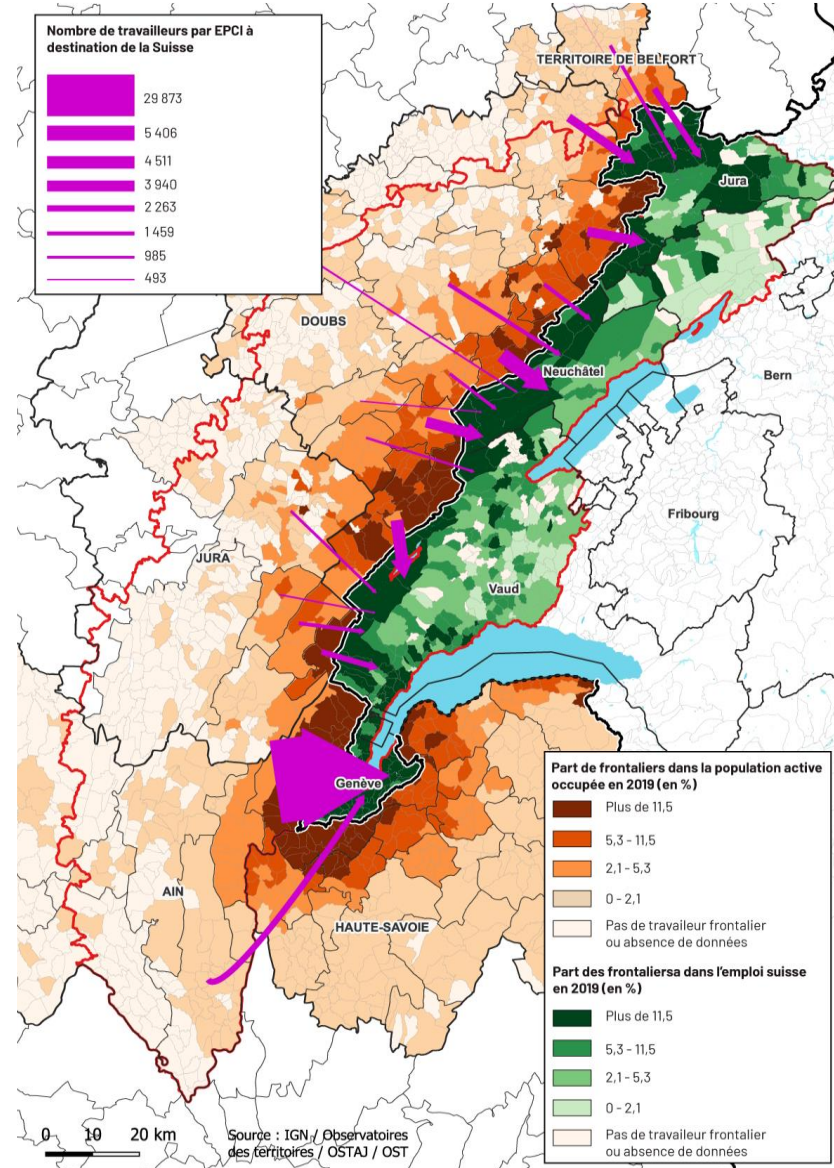 Nombre de travailleurs par EPCI à
destination de la Suisse
29 873
5 406
4 511
3 940
2 263
1 459
985
493
TERRITOIRE DE BELFORT
Jura
DOUBS
Neuchâtel
Bern
Fribourg
JURA
Vaud
Genève
AIN
HAUTE-SAVOIE
Part de frontaliers dans la population active
occupée en 2019 (en %)
Plus de 11,5
5,3 - 11,5
2,1 - 5,3
0 - 2,1
Pas de travaileur frontalier
ou absence de données
Part des frontaliersa dans l'emploi suisse
en 2019 (en %)
Plus de 11,5
5,3 - 11,5
2,1 - 5,3
0 - 2,1
Pas de travailleur frontalier
ou absence de données
0 10 20 km
Source : IGN / Observatoires
des territoires / OSTAJ / OST